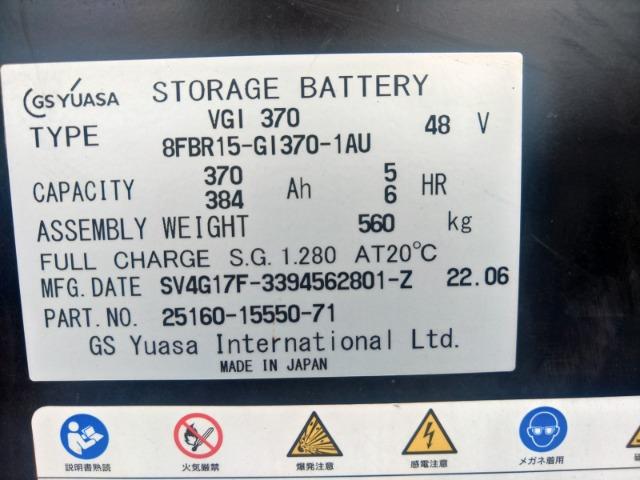 GS YUASA STORAGE BATTERY
TYPE VGI 370 48 V
8FBR15-GI370-1AU
CAPACITY 370 Ah 5 HR
384 6
ASSEMBLY WEIGHT 560 kg
FULL CHARGE S.G. 1.280 AT20℃
MFG. DATE SV4G17F-3394562801-Z 22.06
PART. NO. 25160-15550-71
GS Yuasa International Ltd.
MADE IN JAPAN
説明書熟読 火気厳禁 爆発注意 感電注意 メガネ着用